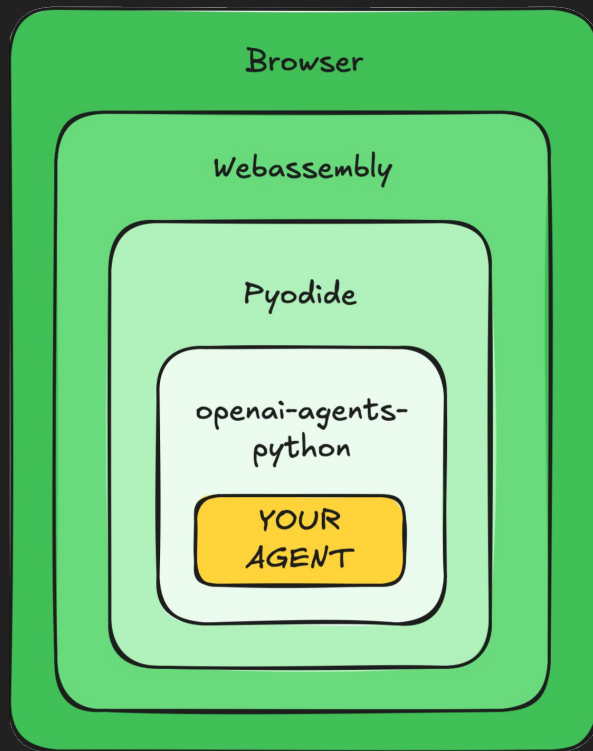 Browser
Webassembly
Pyodide
openai-agents-
python
YOUR
AGENT